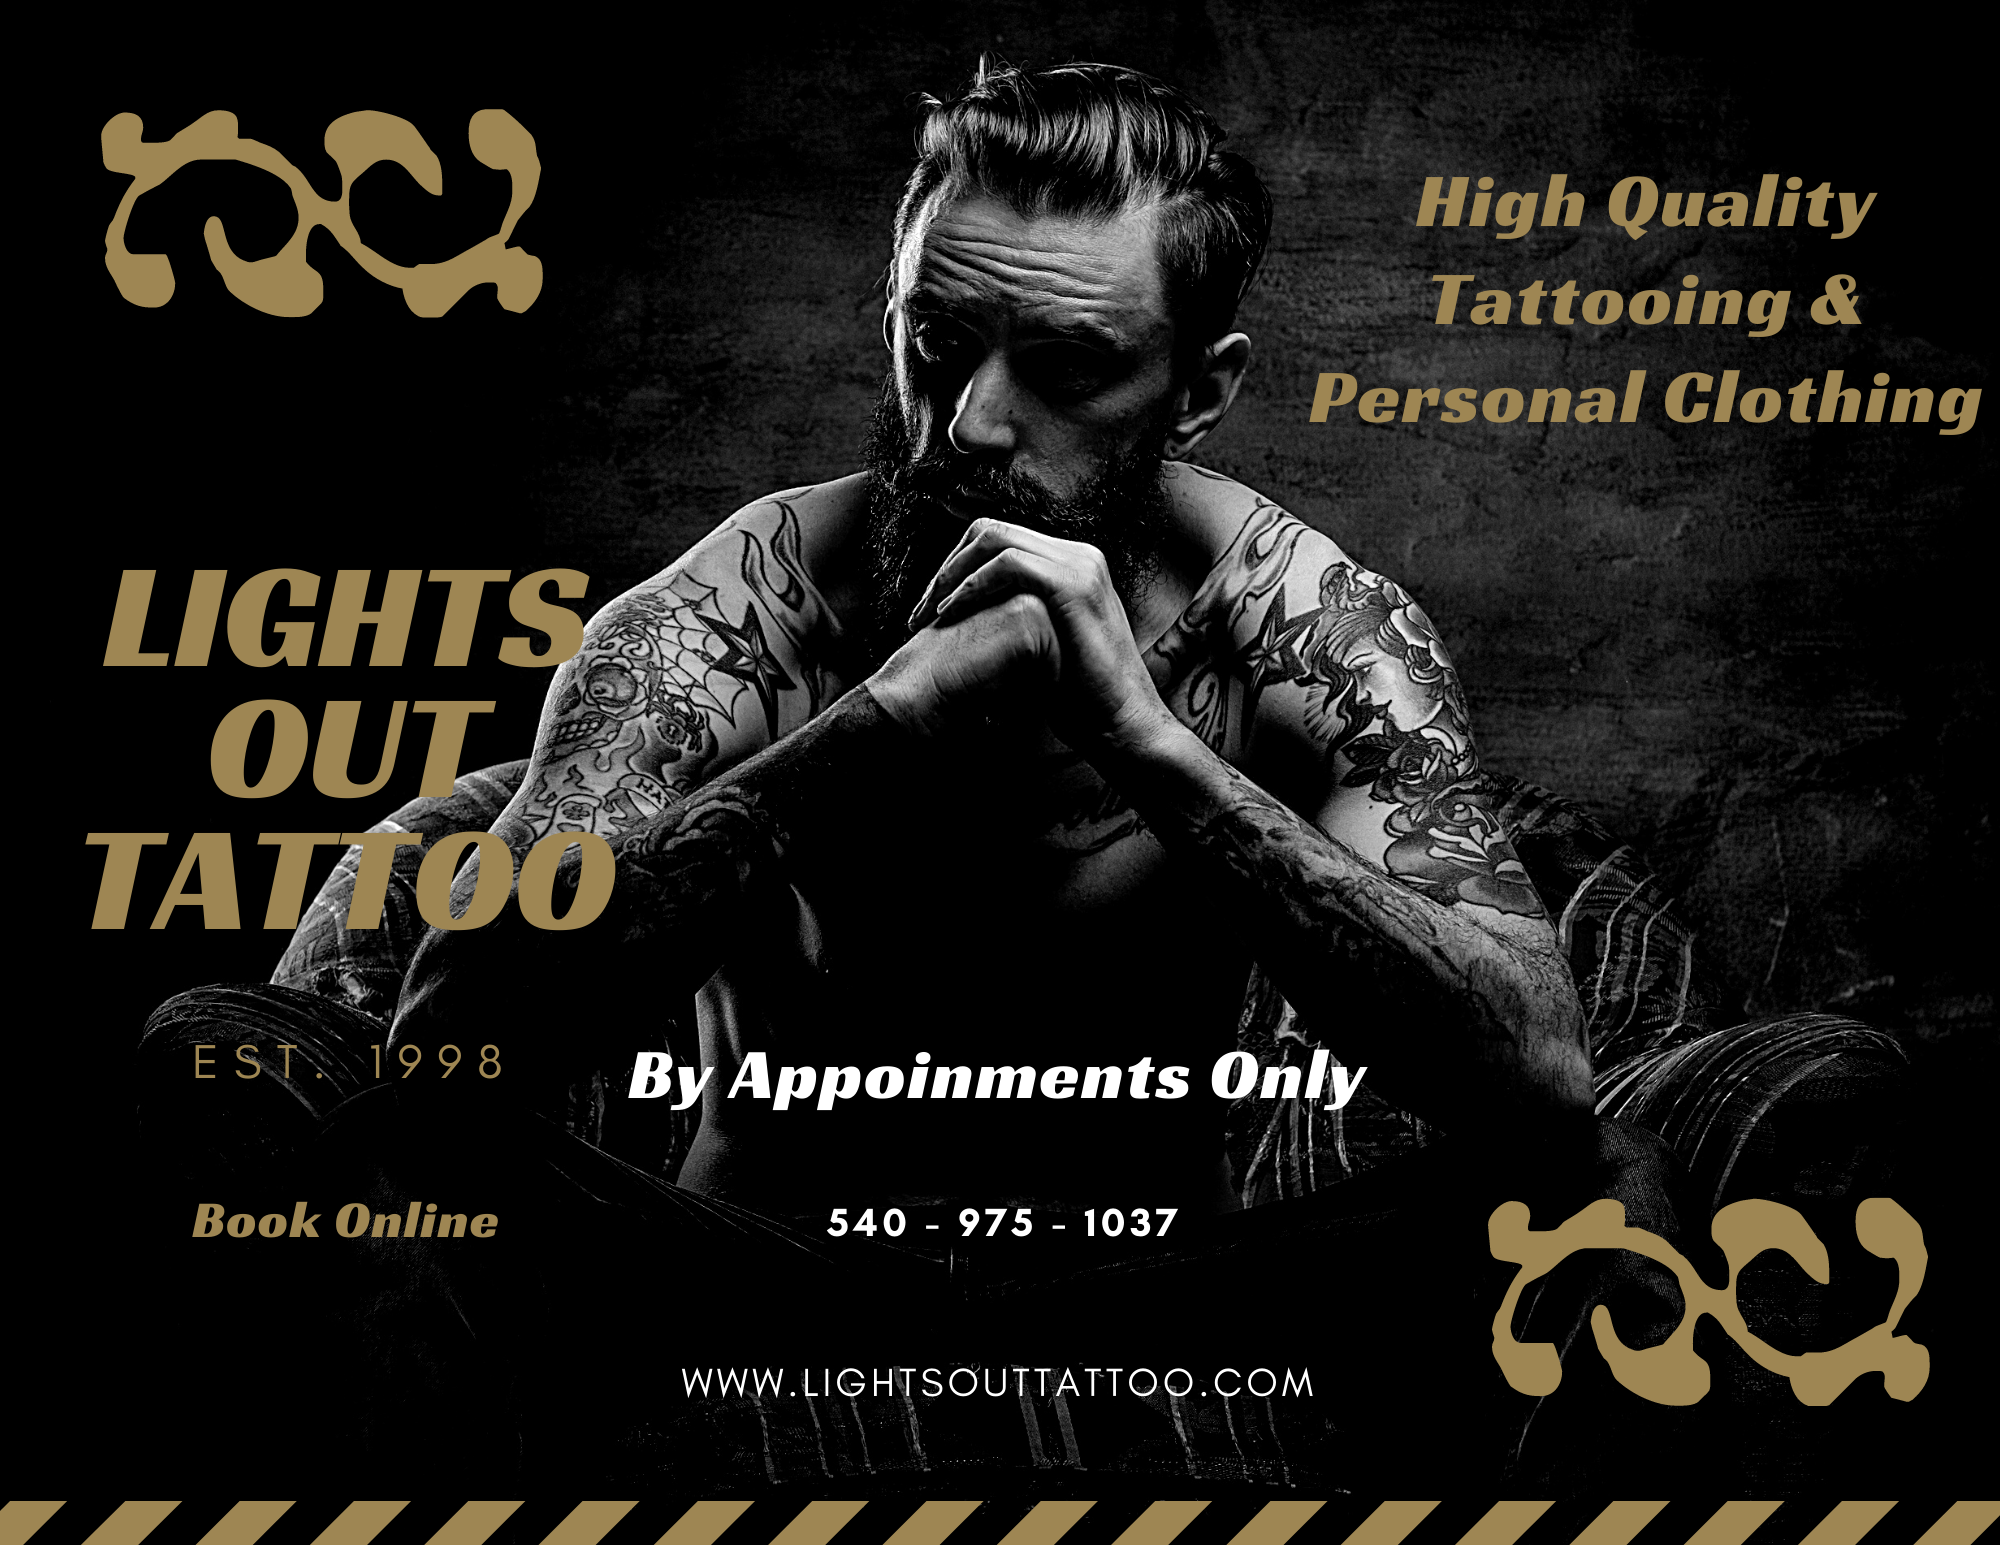 High Quality
Tattooing &
Personal Clothing
LIGHTS
OUT
TATTOO
EST. 1998
By Appoinments Only
Book Online
540 - 975 - 1037
WWW.LIGHTSOUTTATTOO.COM